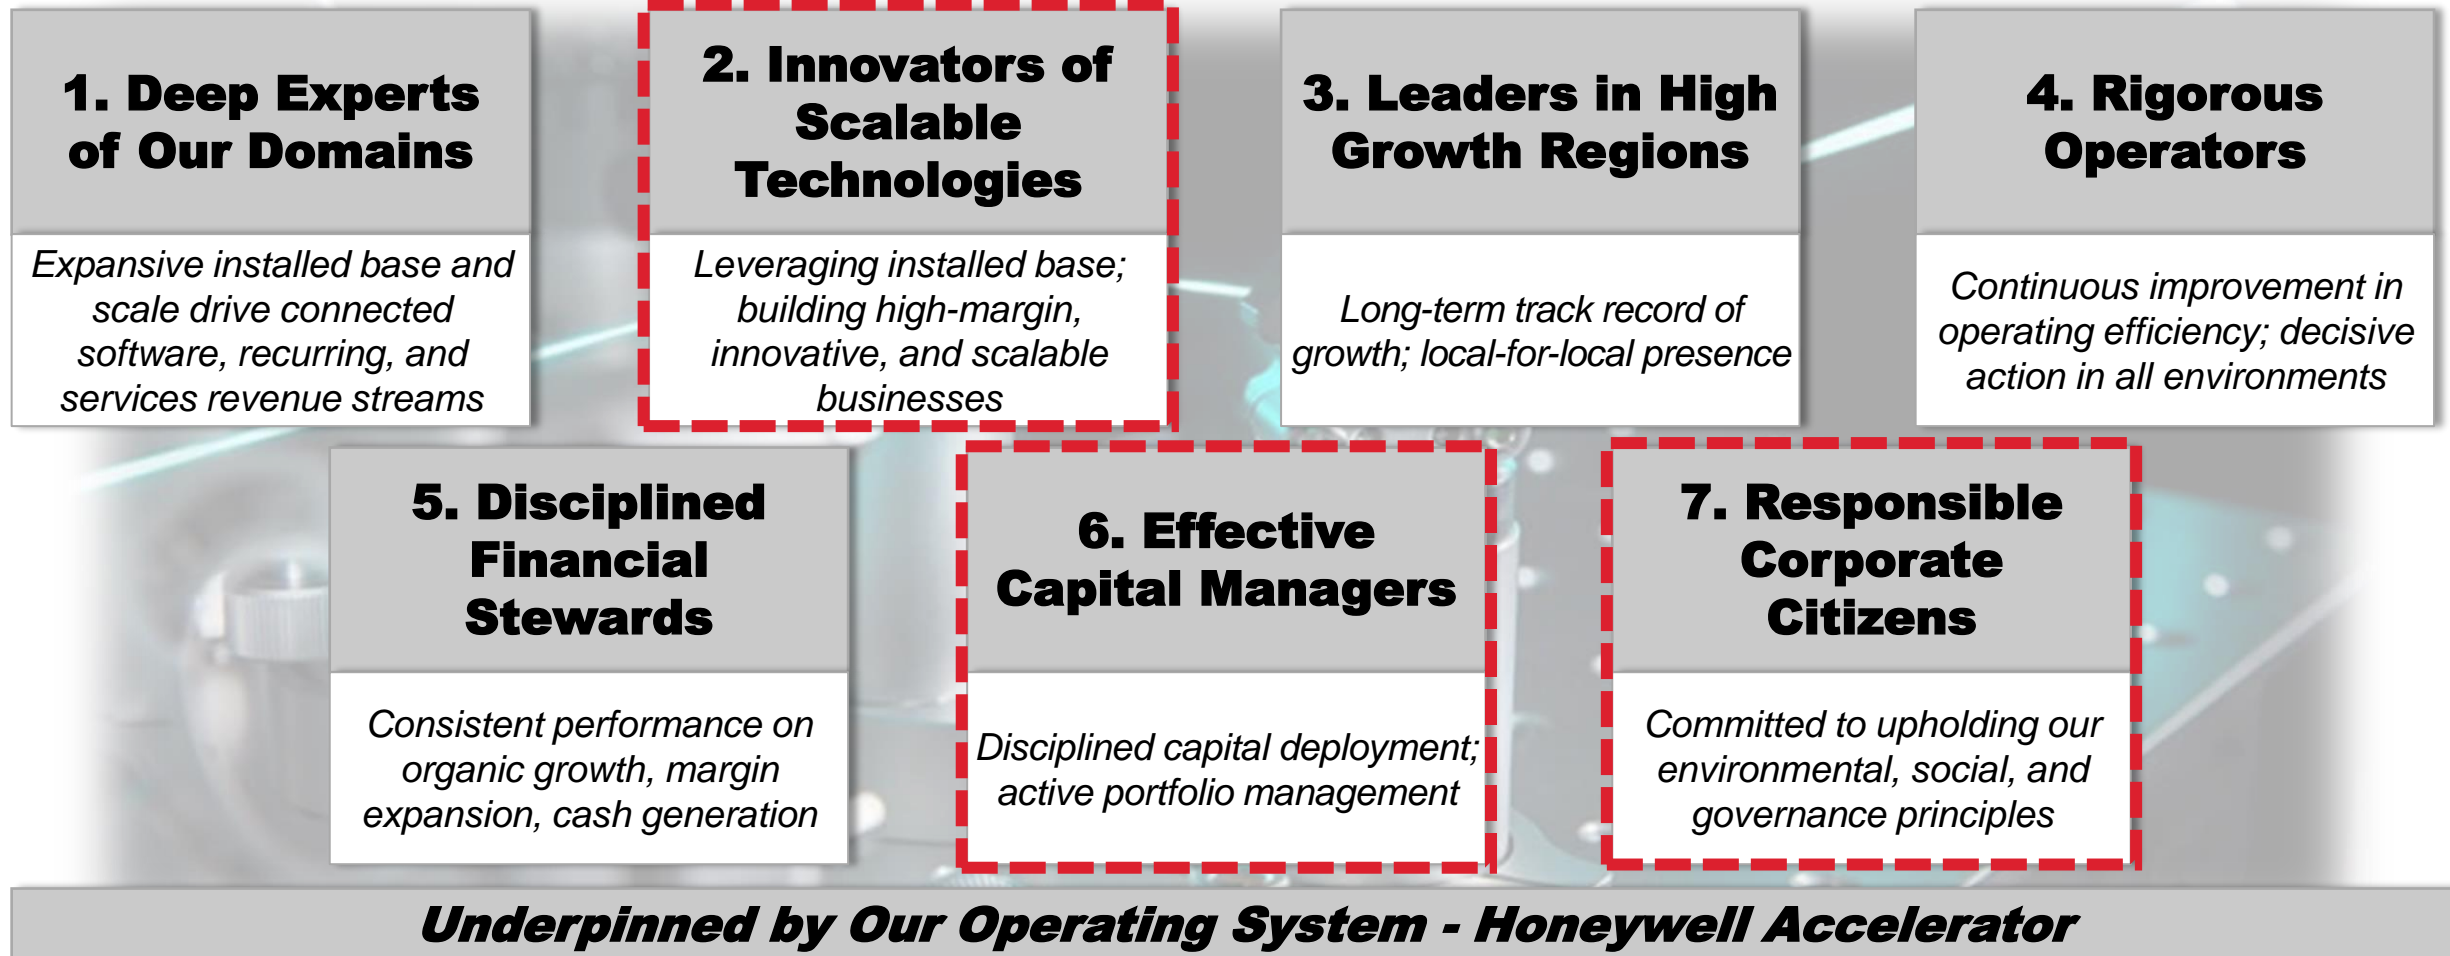 1. Deep Experts
of Our Domains
Expansive installed base and
scale drive connected
software, recurring, and
services revenue streams
2. Innovators of
Scalable
Technologies
Leveraging installed base;
building high-margin,
innovative, and scalable
businesses
3. Leaders in High
Growth Regions
Long-term track record of
growth; local-for-local presence
4. Rigorous
Operators
Continuous improvement in
operating efficiency; decisive
action in all environments
5. Disciplined
Financial
Stewards
Consistent performance on
organic growth, margin
expansion, cash generation
6. Effective
Capital Managers
Disciplined capital deployment;
active portfolio management
7. Responsible
Corporate
Citizens
Committed to upholding our
environmental, social, and
governance principles
Underpinned by Our Operating System - Honeywell Accelerator